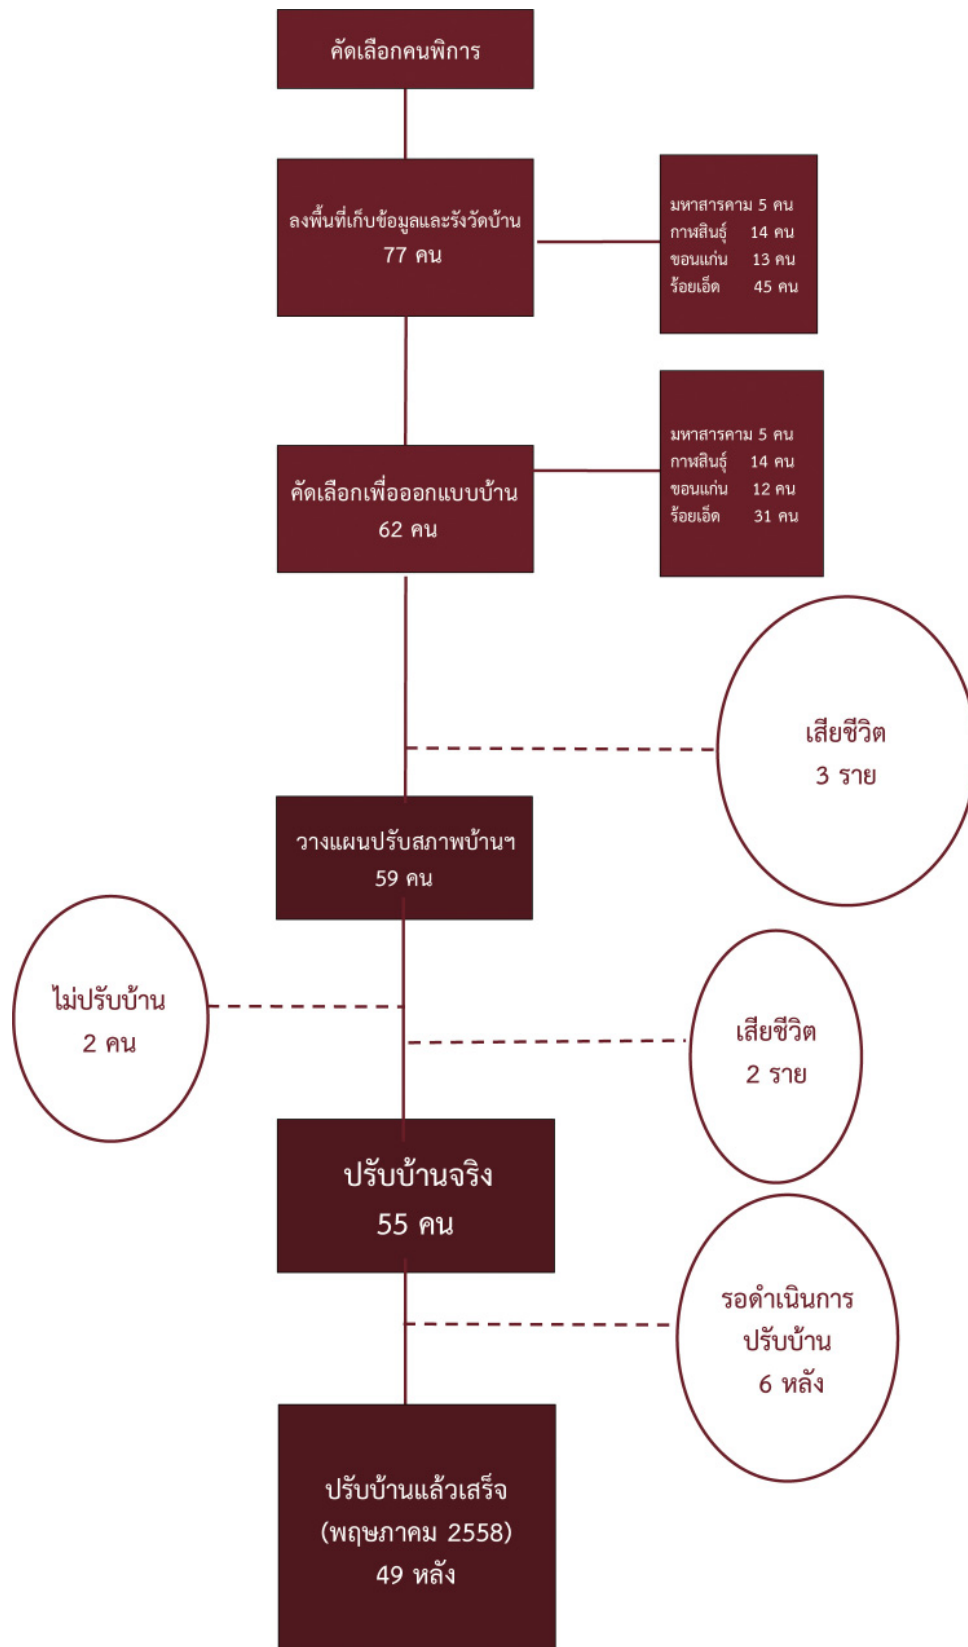 คัดเลือกคนพิการ
ลงพื้นที่เก็บข้อมูลและรังวัดบ้าน
77 คน
มหาสารคาม 5 คน
กาฬสินธุ์ 14 คน
ขอนแก่น 13 คน
ร้อยเอ็ด 45 คน
คัดเลือกเพื่อออกแบบบ้าน
62 คน
มหาสารคาม 5 คน
กาฬสินธุ์ 14 คน
ขอนแก่น 12 คน
ร้อยเอ็ด 31 คน
เสียชีวิต
3 ราย
วางแผนปรับสภาพบ้านฯ
59 คน
ไม่ปรับบ้าน
2 คน
เสียชีวิต
2 ราย
ปรับบ้านจริง
55 คน
รอดำเนินการ
ปรับบ้าน
6 หลัง
ปรับบ้านแล้วเสร็จ
(พฤษภาคม 2558)
49 หลัง